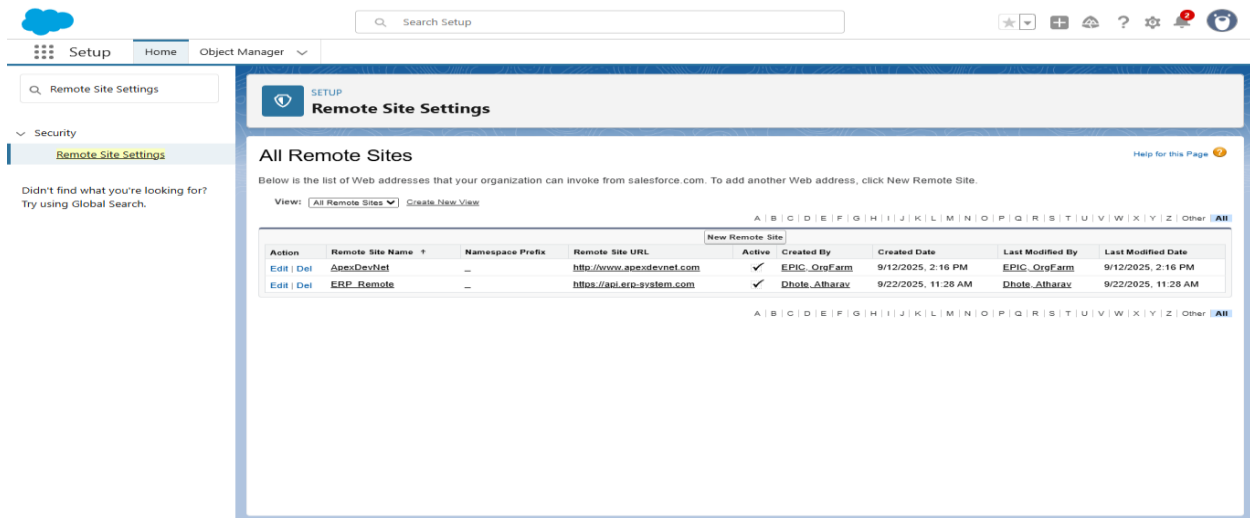 Search Setup
2
Setup
Home
Object Manager
Remote Site Settings
Security
Remote Site Settings
Didn't find what you're looking for?
Try using Global Search.
SETUP
Remote Site Settings
All Remote Sites
Help for this Page
Below is the list of Web addresses that your organization can invoke from salesforce.com. To add another Web address, click New Remote Site.
View: All Remote Sites Create New View
A | B | C | D | E | F | G | H | I | J | K | L | M | N | O | P | Q | R | S | T | U | V | W | X | Y | Z | Other All
New Remote Site
Action Remote Site Name ↑ Namespace Prefix Remote Site URL Active Created By Created Date Last Modified By Last Modified Date
Edit | Del ApexDevNet http://www.apexdevnet.com ✓ EPIC, OrgFarm 9/12/2025, 2:16 PM EPIC, OrgFarm 9/12/2025, 2:16 PM
Edit | Del ERP_Remote https://api.erp-system.com ✓ Dhote, Atharav 9/22/2025, 11:28 AM Dhote, Atharav 9/22/2025, 11:28 AM
A | B | C | D | E | F | G | H | I | J | K | L | M | N | O | P | Q | R | S | T | U | V | W | X | Y | Z | Other All